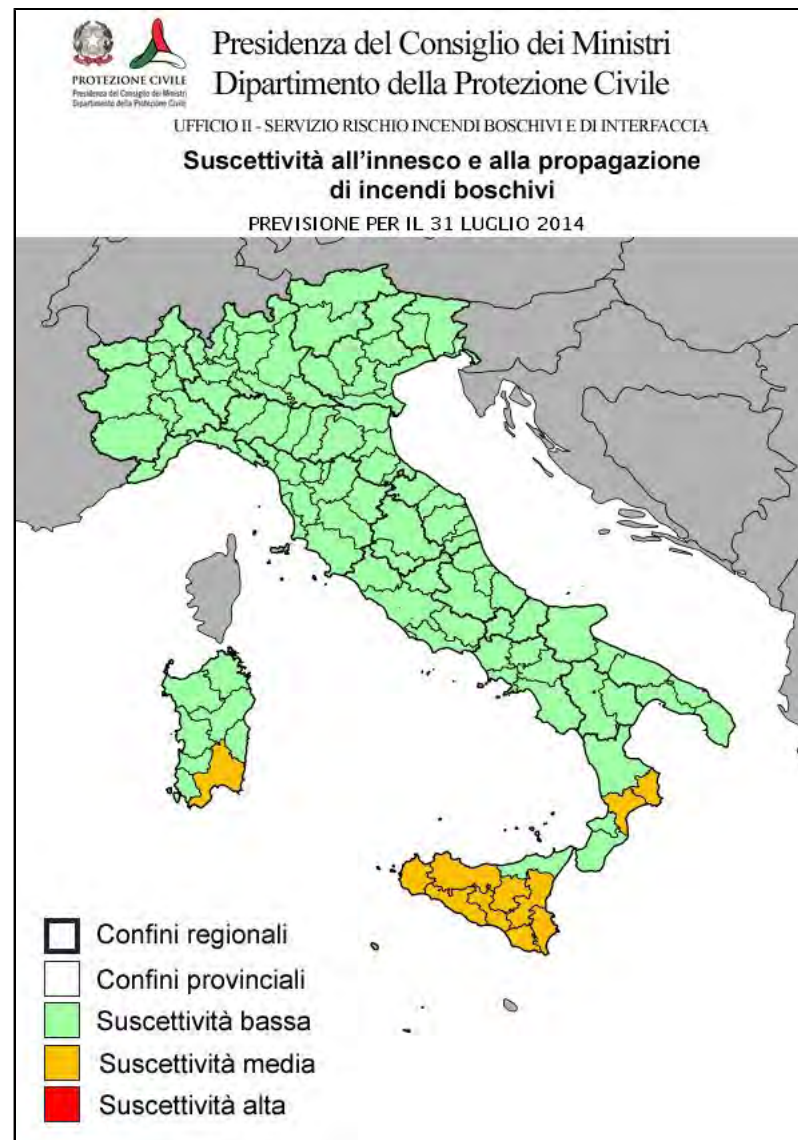 Presidenza del Consiglio dei Ministri
Dipartimento della Protezione Civile
PROTEZIONE CIVILE
Presidenza del Consiglio dei Ministri
Dipartimento della Protezione Civile
UFFICIO II - SERVIZIO RISCHIO INCENDI BOSCHIVI E DI INTERFACCIA
Suscettività all'innesco e alla propagazione
di incendi boschivi
PREVISIONE PER IL 31 LUGLIO 2014
Confini regionali
Confini provinciali
Suscettività bassa
Suscettività media
Suscettività alta